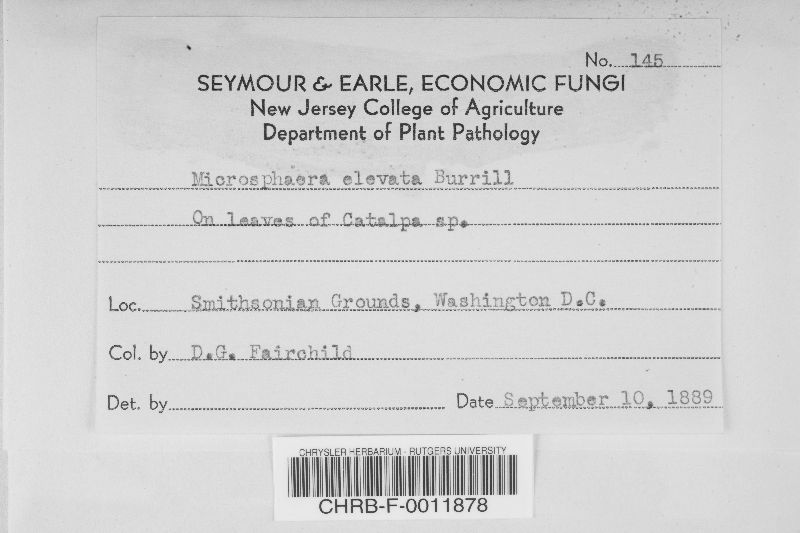 No. 145
SEYMOUR & EARLE, ECONOMIC FUNGI
New Jersey College of Agriculture
Department of Plant Pathology
Microsphaera elevata Burrill
On leaves of Catalpa sp.
Loc. Smithsonian Grounds, Washington D.C.
Col. by D.G. Fairchild
Det. by Date September 10, 1889
CHRYSLER HERBARIUM - RUTGERS UNIVERSITY
CHRB-F-0011878